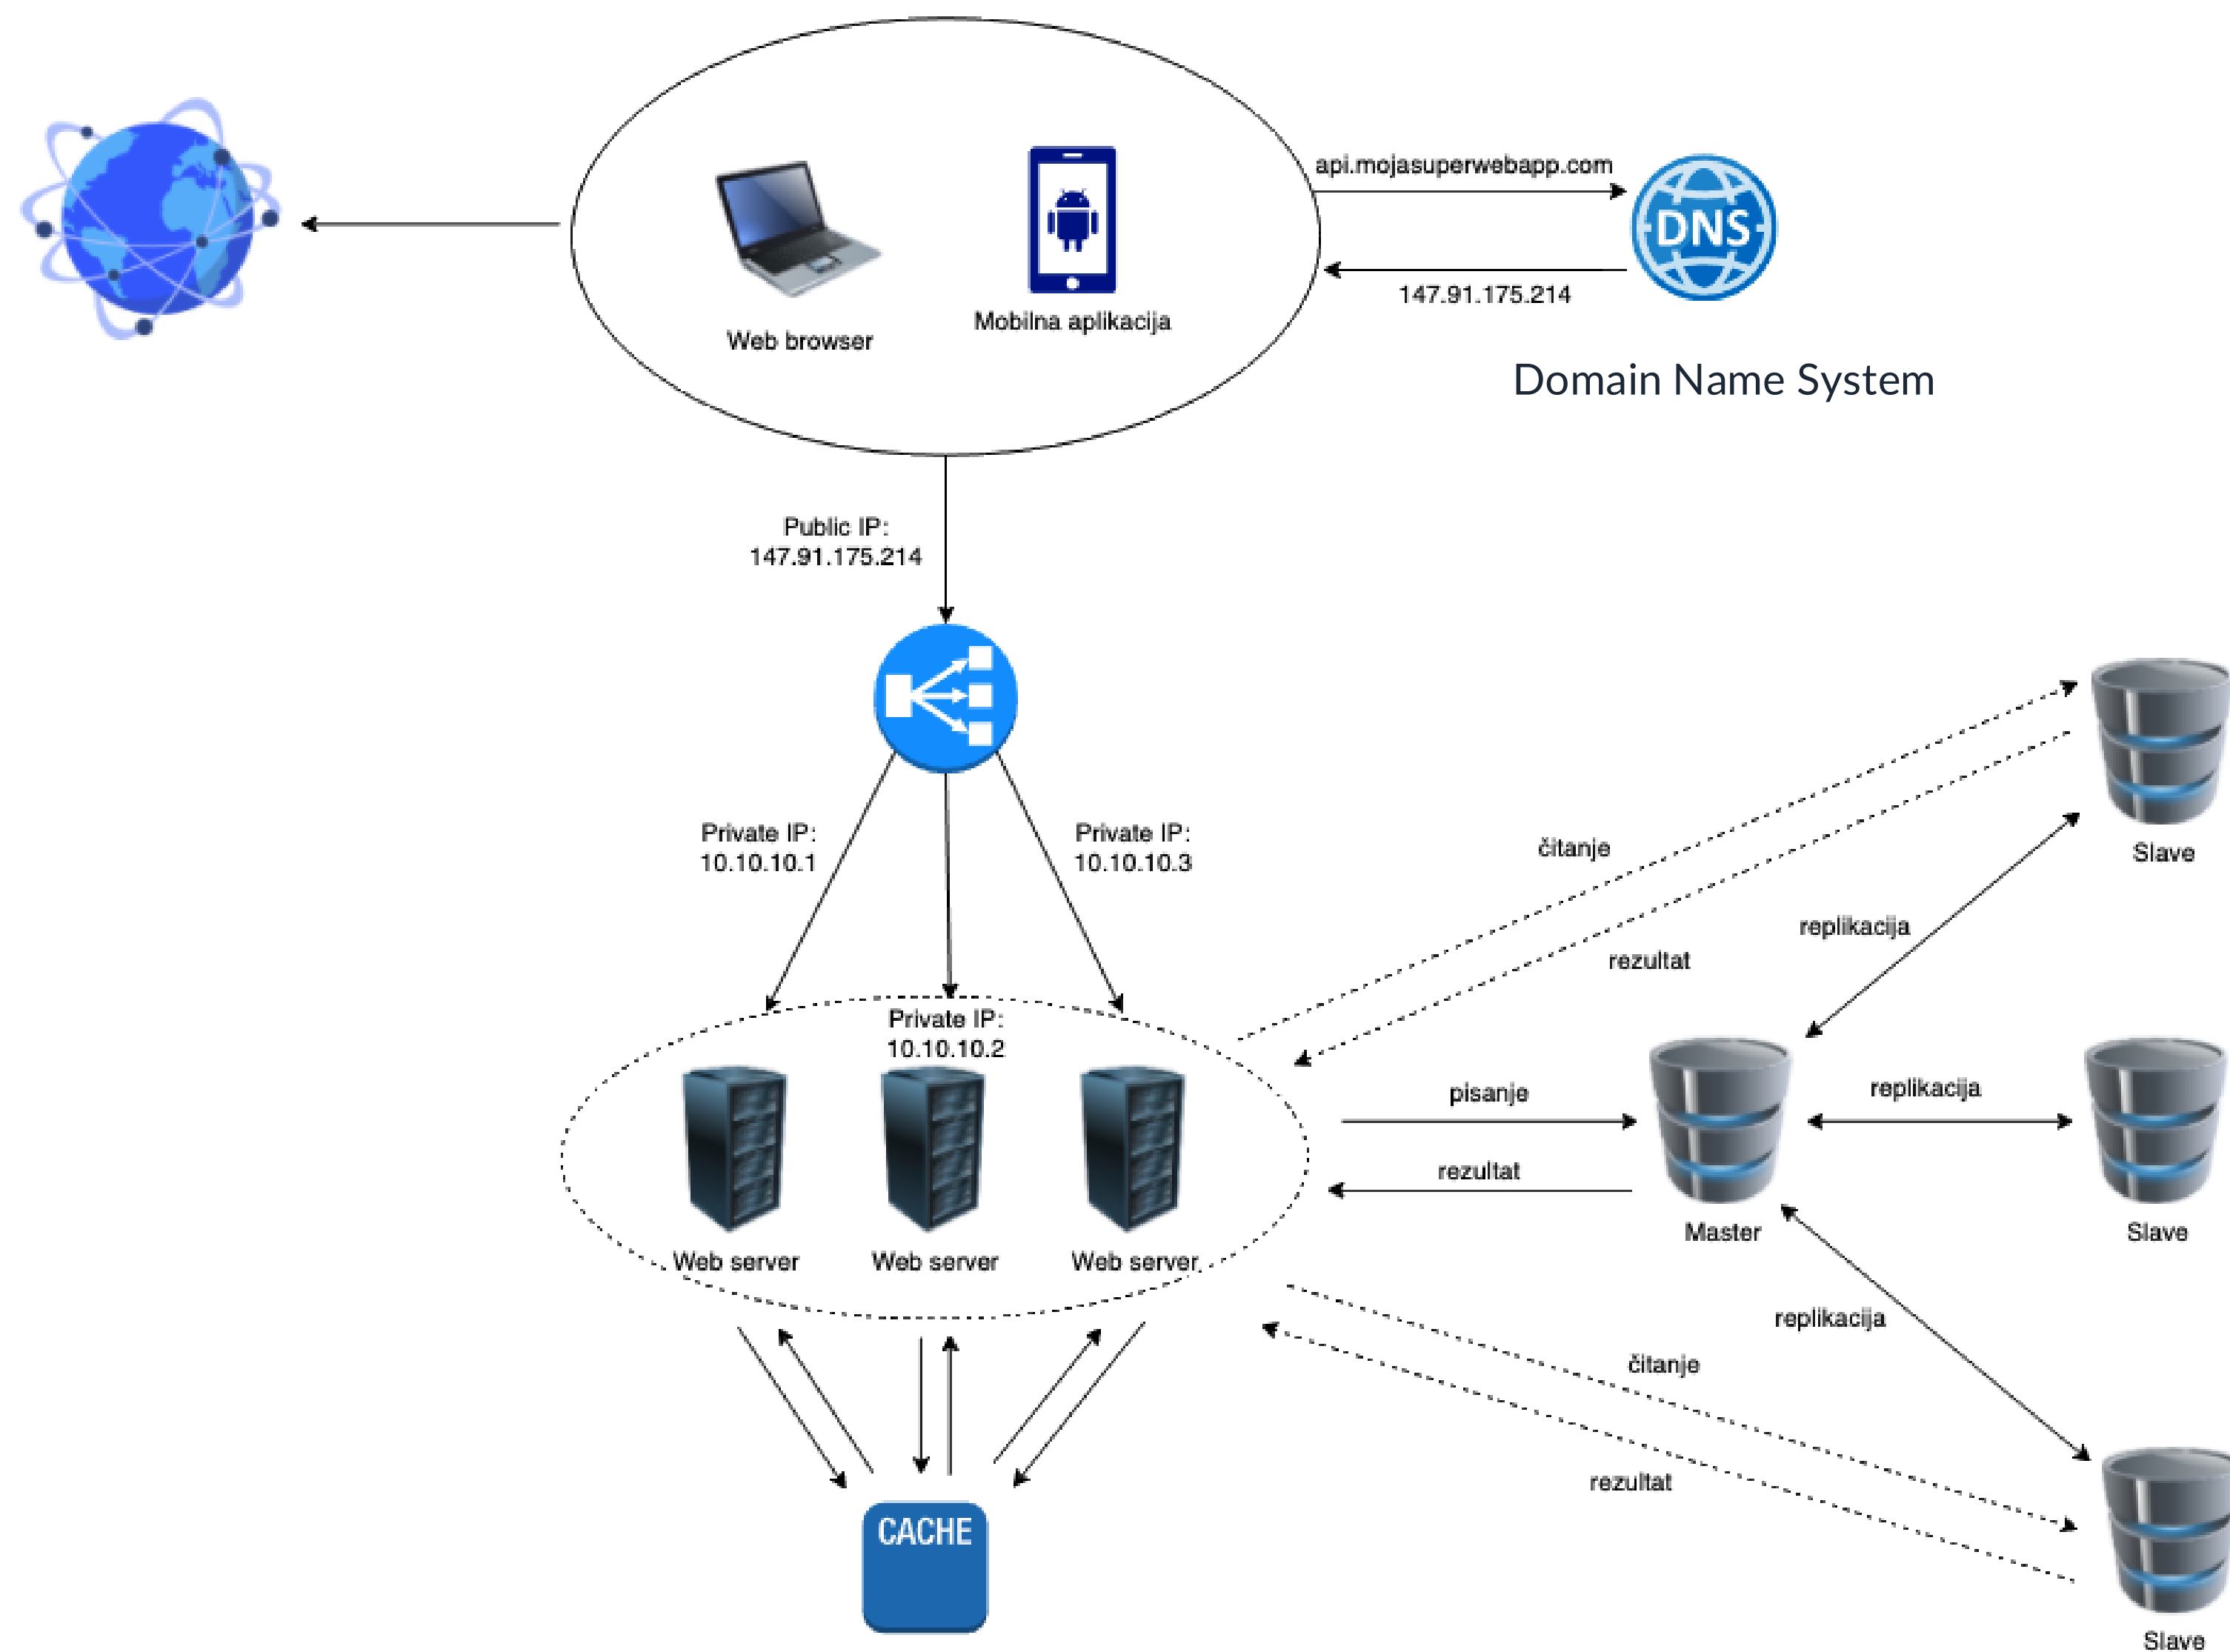 api.mojasuperwebapp.com
DNS
147.91.175.214
Mobilna aplikacija
Web browser
Domain Name System
Public IP:
147.91.175.214
Private IP:
10.10.10.1
Private IP:
10.10.10.3
čitanje
Slave
replikacija
rezultat
Private IP:
10.10.10.2
pisanje
replikacija
rezultat
Master
Slave
Web server
Web server
Web server
replikacija
čitanje
rezultat
CACHE
Slave